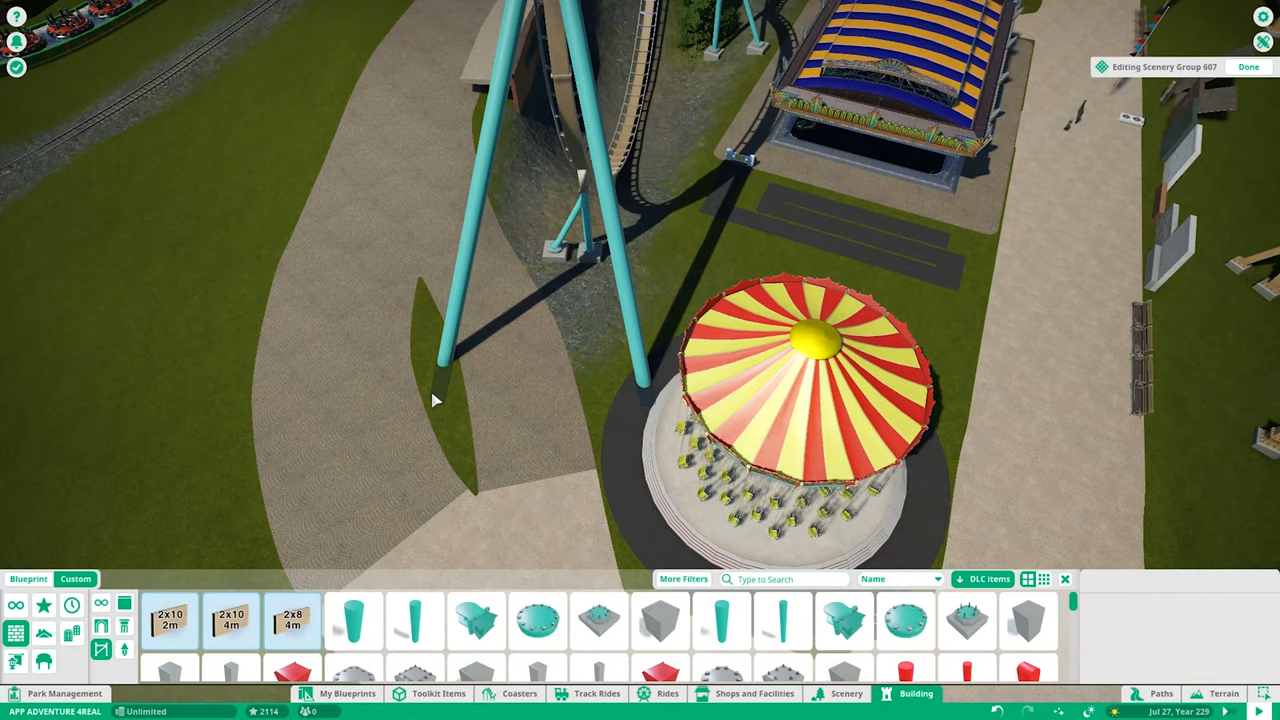 ?
Editing Scenery Group 607 Done
Blueprint Custom More Filters Type to Search Name DLC items
2x10 2m 2x10 4m 2x8 4m
Park Management My Blueprints Toolkit Items Coasters Track Rides Rides Shops and Facilities Scenery Building Paths Terrain
APP ADVENTURE 4REAL Unlimited 2114 0 Jul 27, Year 229